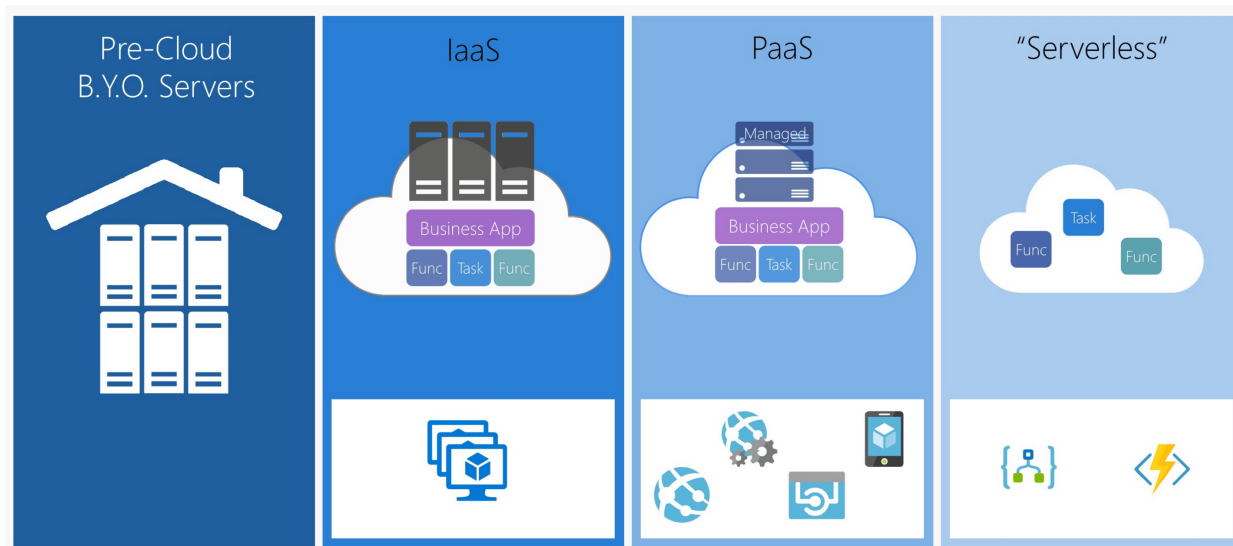 Pre-Cloud
B.Y.O. Servers
IaaS
Business App
Func Task Func
PaaS
Managed
Business App
Func Task Func
“Serverless”
Task
Func
Func